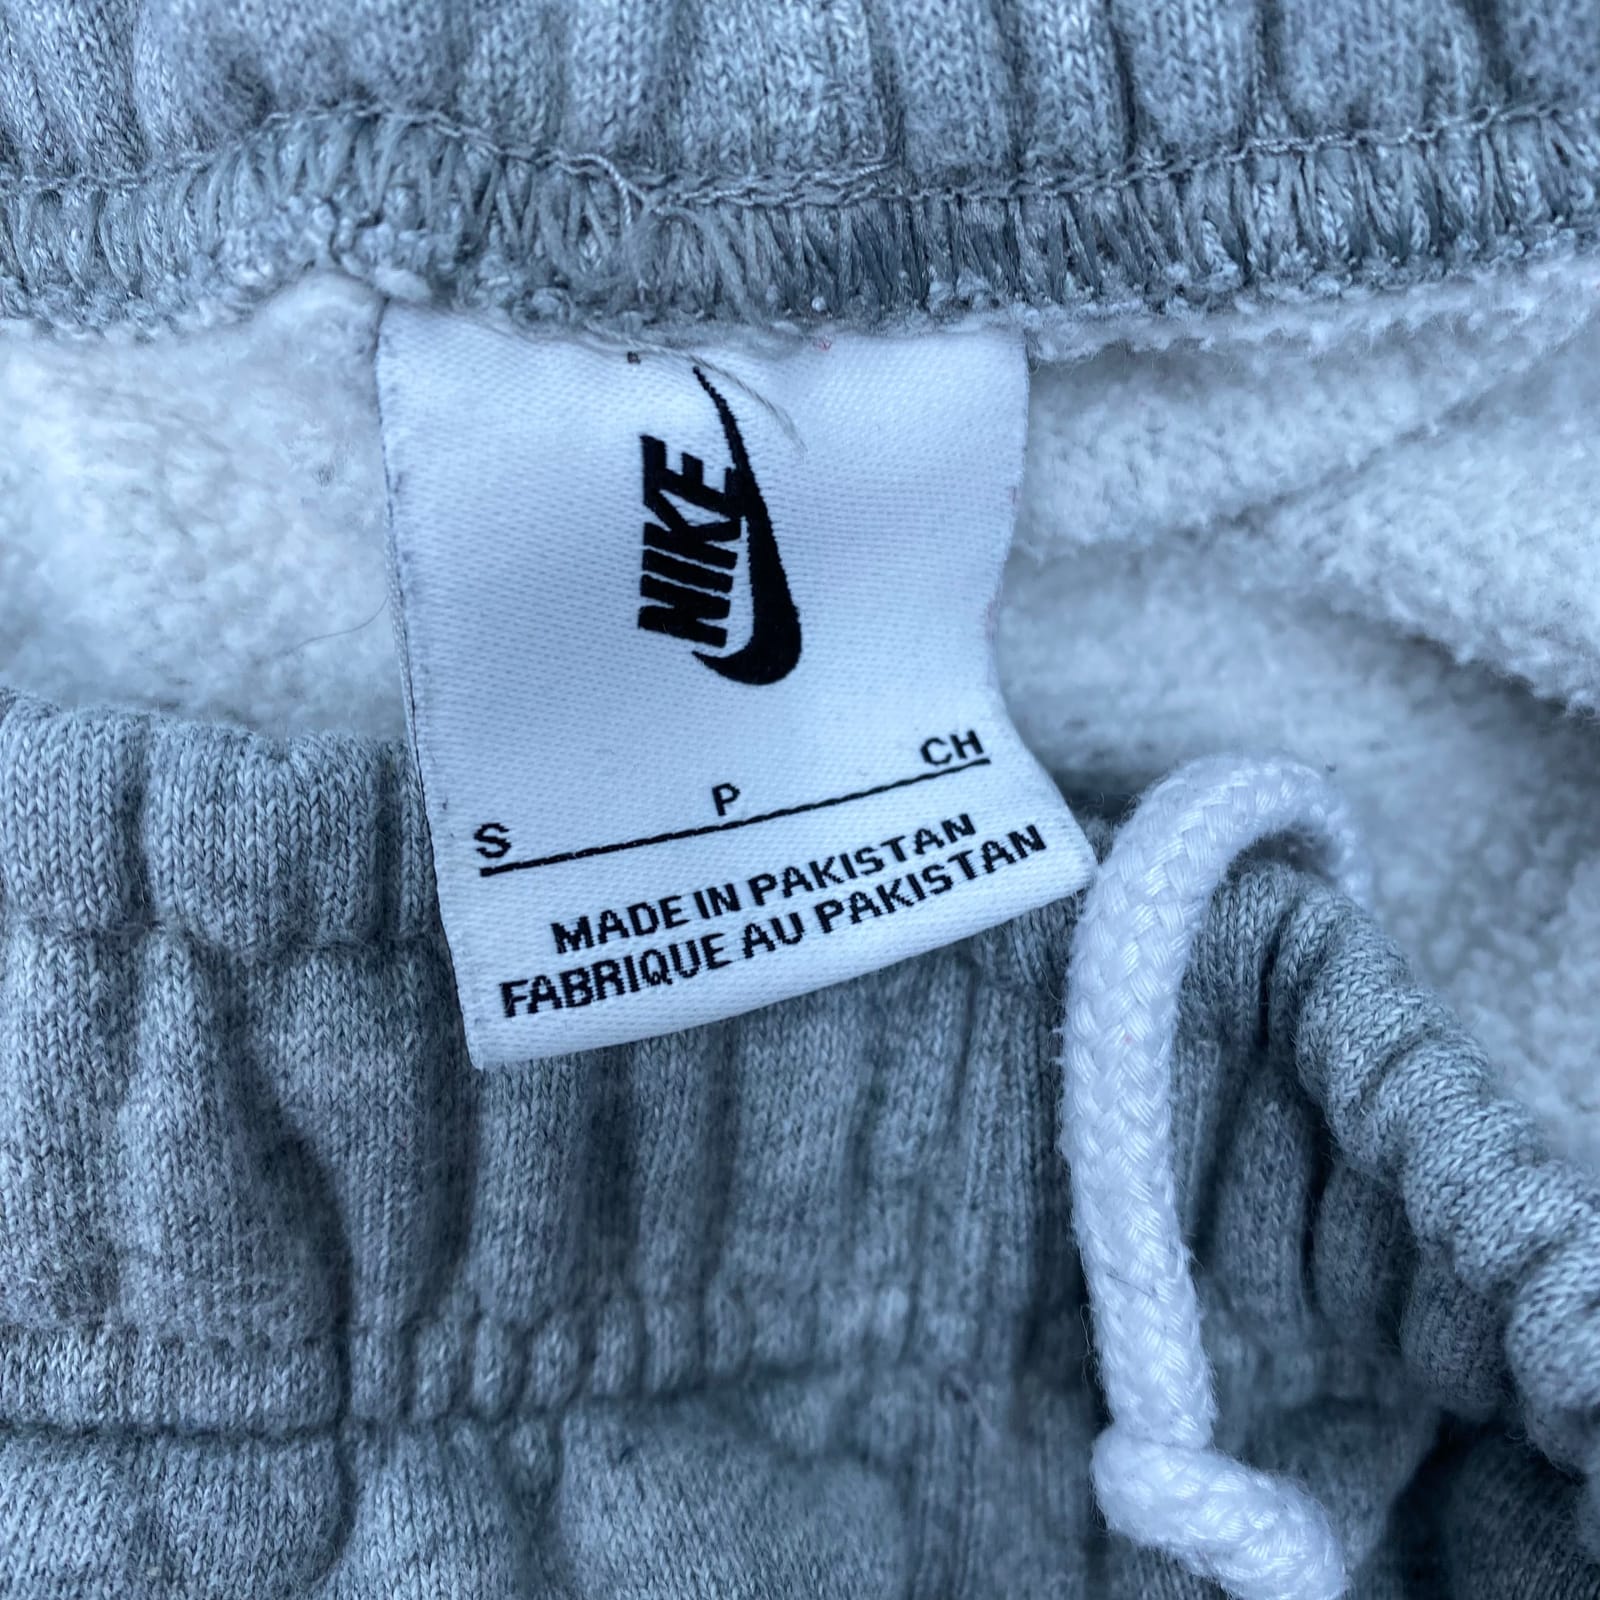 NIKE
S P CH
MADE IN PAKISTAN
FABRIQUE AU PAKISTAN